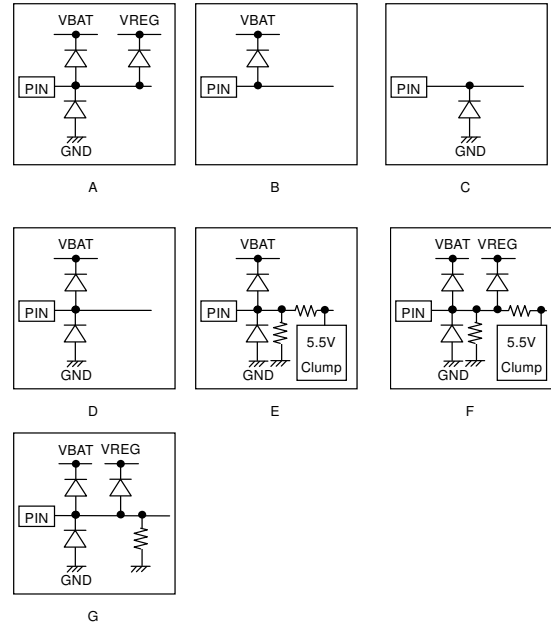 VBAT VREG
PIN
GND
A
VBAT
PIN
B
PIN
GND
C
VBAT
PIN
GND
D
VBAT
PIN
GND
5.5V
Clump
E
VBAT VREG
PIN
GND
5.5V
Clump
F
VBAT VREG
PIN
GND
G